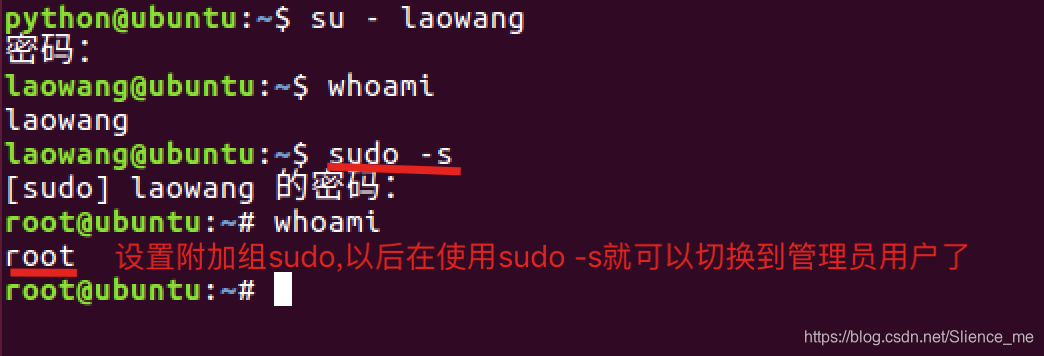 python@ubuntu:~$ su - laowang
密码：
laowang@ubuntu:~$ whoami
laowang
laowang@ubuntu:~$ sudo -s
[sudo] laowang 的密码：
root@ubuntu:~# whoami
root 设置附加组sudo,以后在使用sudo -s就可以切换到管理员用户了
root@ubuntu:~#
https://blog.csdn.net/Slience_me